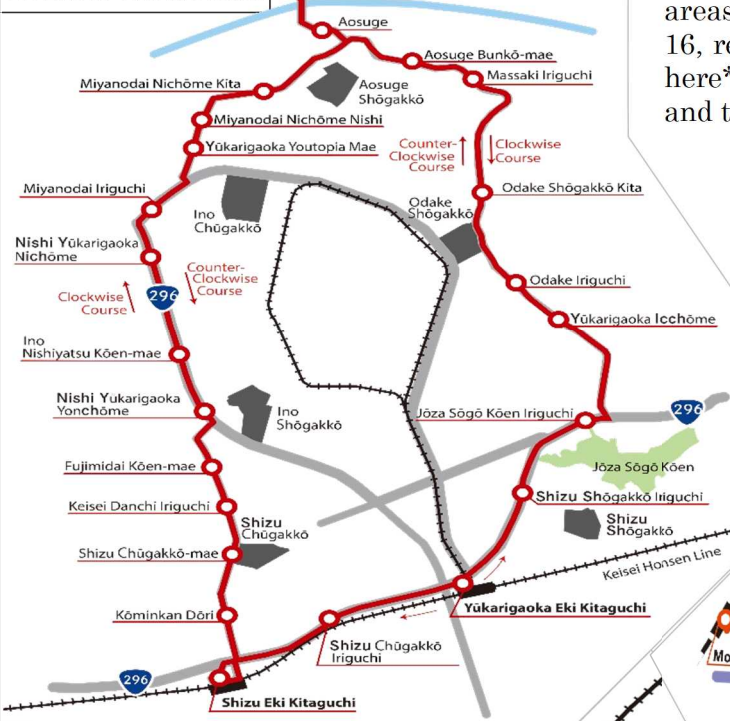 Aosuge
areas
16, re
here*
and t
Aosuge Bunkō-mae
Massaki Iriguchi
Miyanodai Nichōme Kita
Aosuge
Shōgakkō
Miyanodai Nichōme Nishi
Yūkarigaoka Youtopia Mae
Counter-
Clockwise
Course
Clockwise
Course
Miyanodai Iriguchi
Odake Shōgakkō Kita
Ino
Chūgakkō
Odake
Shōgakkō
Nishi Yūkarigaoka
Nichōme
Clockwise
Course
296
Counter-
Clockwise
Course
Odake Iriguchi
Yūkarigaoka Icchōme
Ino
Nishiyatsu Kōen-mae
Nishi Yukarigaoka
Yonchōme
Ino
Shōgakkō
Jōza Sōgō Kōen Iriguchi
296
Fujimidai Kōen-mae
Jōza Sōgō Kōen
Keisei Danchi Iriguchi
Shizu Shōgakkō Iriguchi
Shizu
Chūgakkō
Shizu
Shōgakkō
Shizu Chūgakkō-mae
Keisei Honsen Line
Kōminkan Dōri
Yūkarigaoka Eki Kitaguchi
Shizu Chūgakkō
Iriguchi
296
Shizu Eki Kitaguchi
Mo